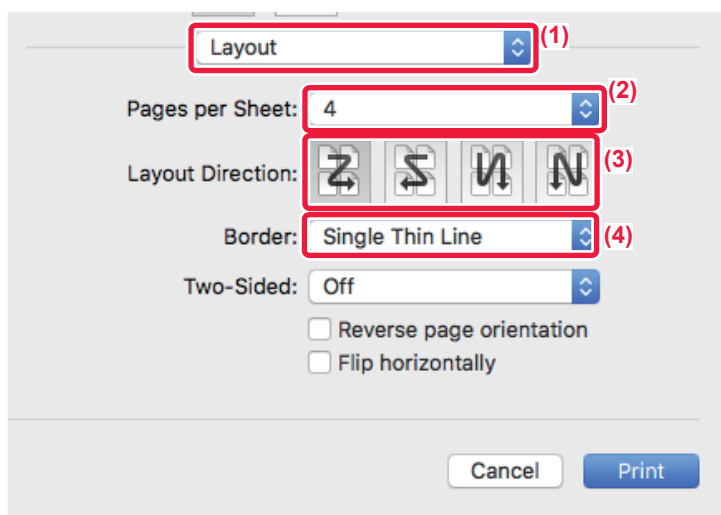 Layout (1)
Pages per Sheet: 4 (2)
Layout Direction: (3)
Border: Single Thin Line (4)
Two-Sided: Off
Reverse page orientation
Flip horizontally
Cancel Print